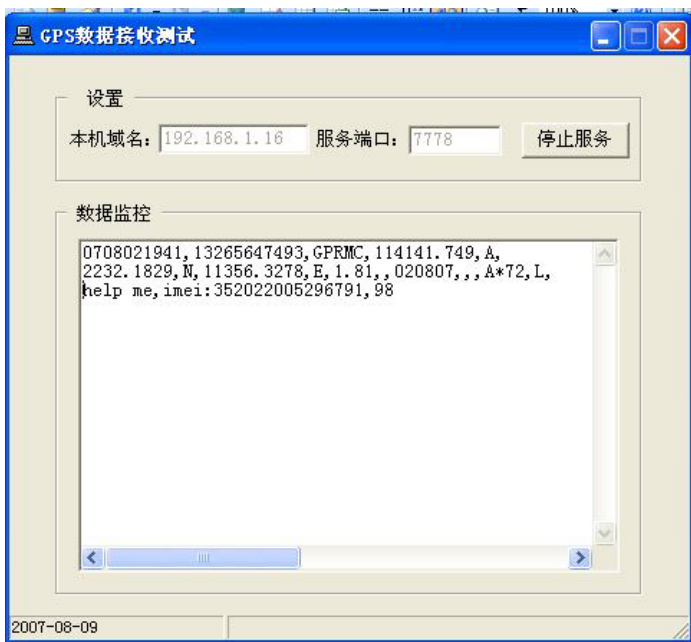 GPS数据接收测试
设置
本机域名: 192.168.1.16 服务端口: 7778 停止服务
数据监控
0708021941,13265647493,GPRMC,114141.749,A,
2232.1829,N,11356.3278,E,1.81,,020807,,,A*72,L,
help me,imei:352022005296791,98
2007-08-09